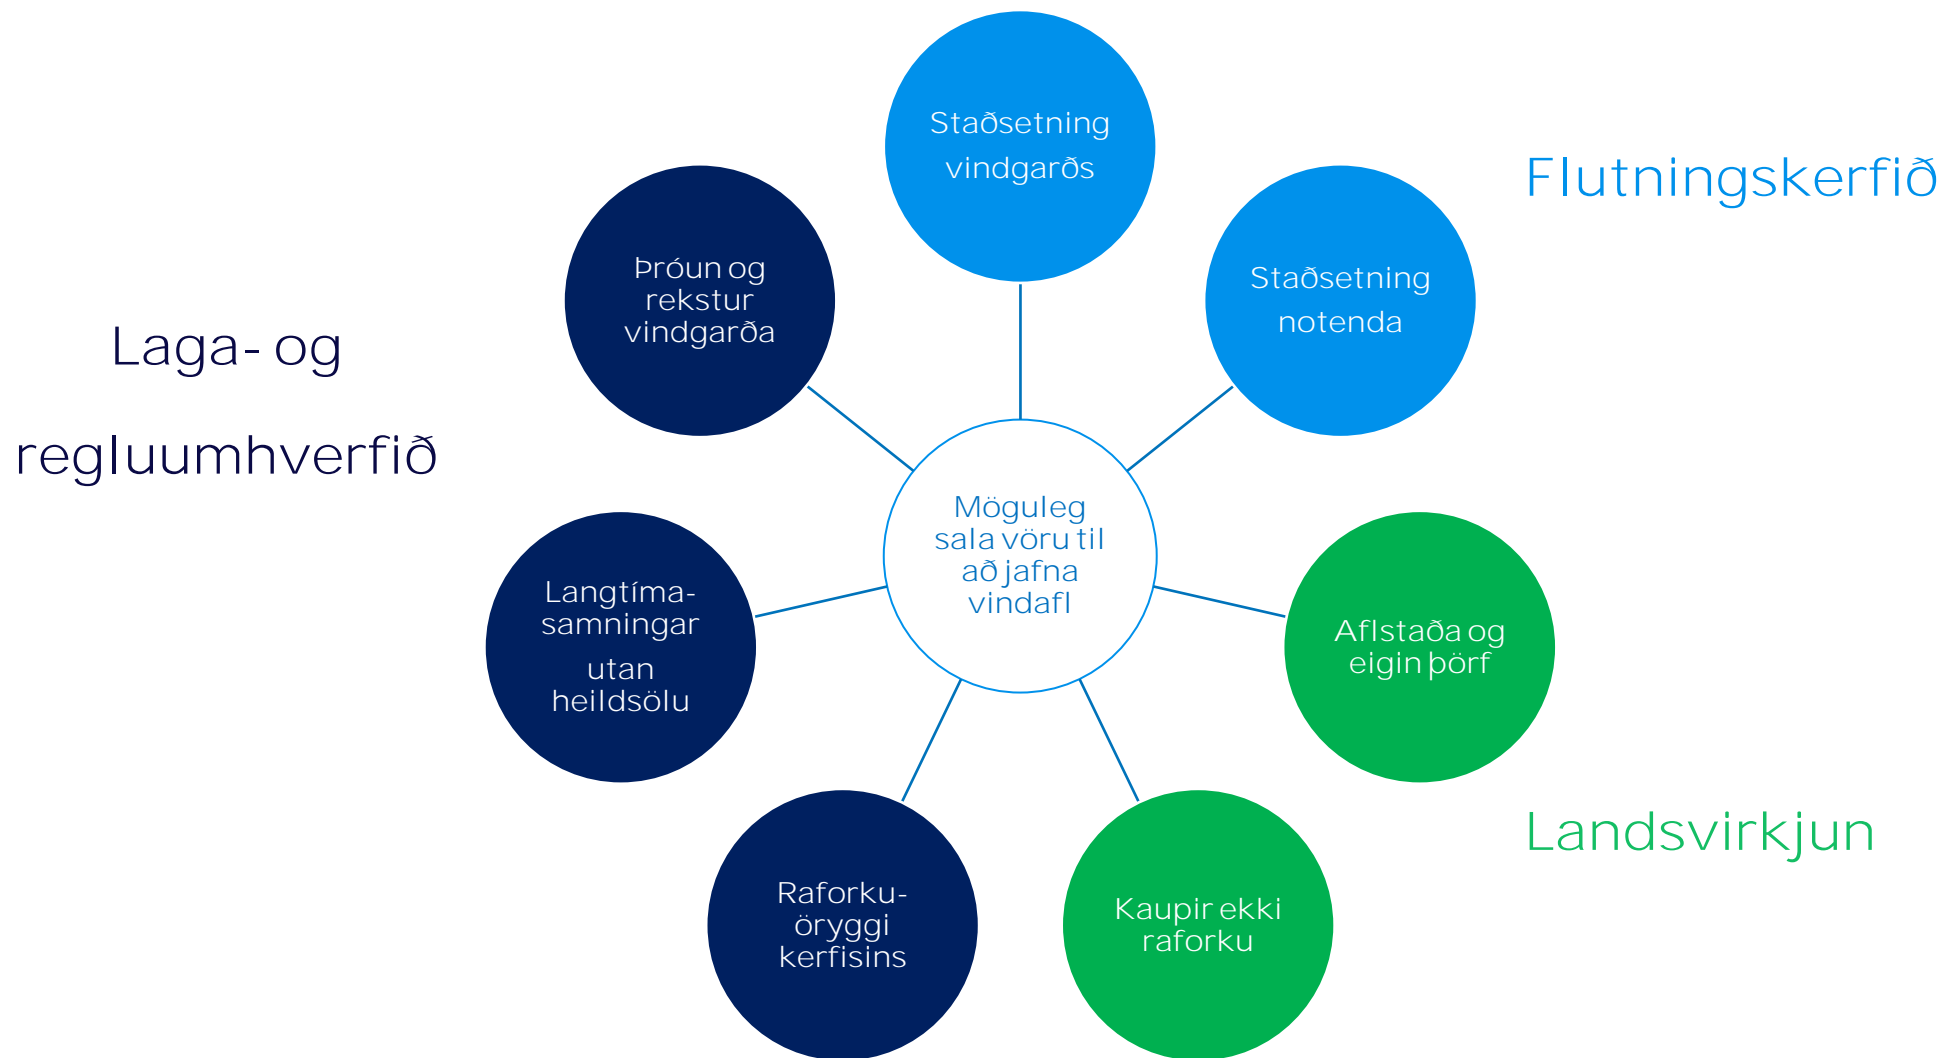 Staðsetning
vindgarðs
Flutningskerfið
Staðsetning
notenda
Þróun og
rekstur
vindgarða
Laga- og
regluumhverfið
Möguleg
sala vöru til
að jafna
vindafl
Langtíma-
samningar
utan
heildsölu
Aflstaða og
eigin þörf
Landsvirkjun
Raforku-
öryggi
kerfisins
Kaupir ekki
raforku